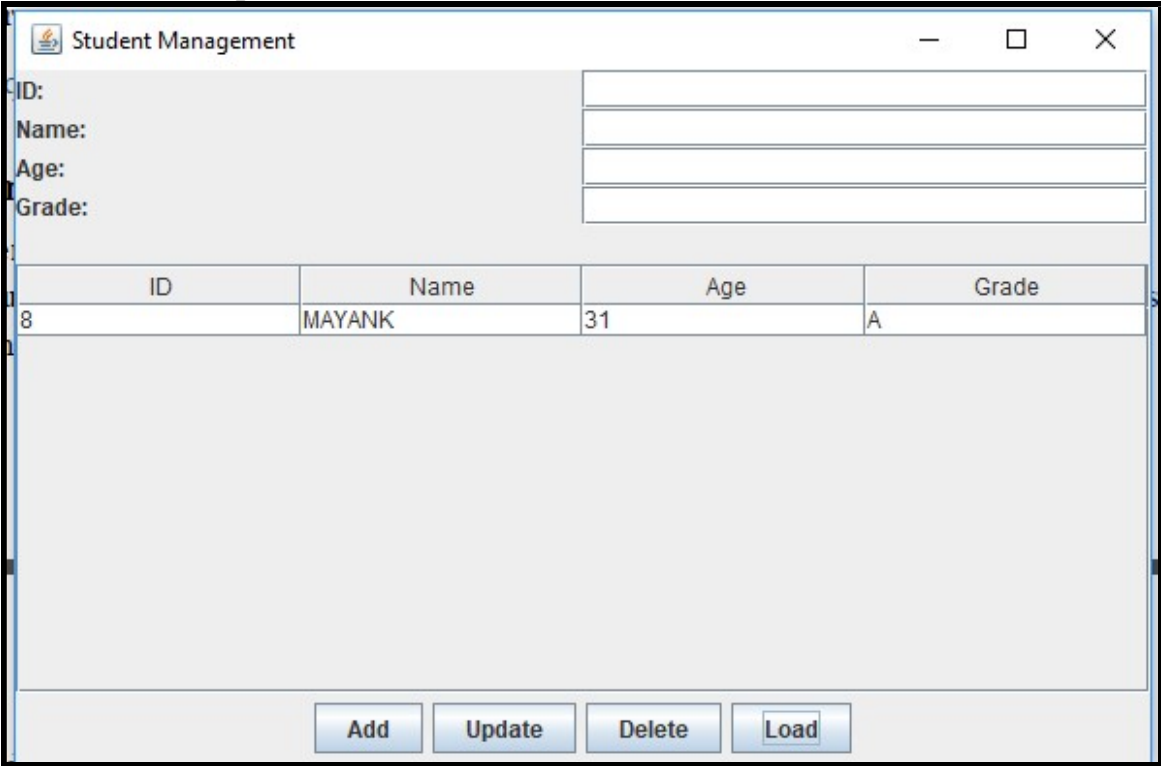 Student Management
ID:
Name:
Age:
Grade:
ID Name Age Grade
8 MAYANK 31 A
Add Update Delete Load